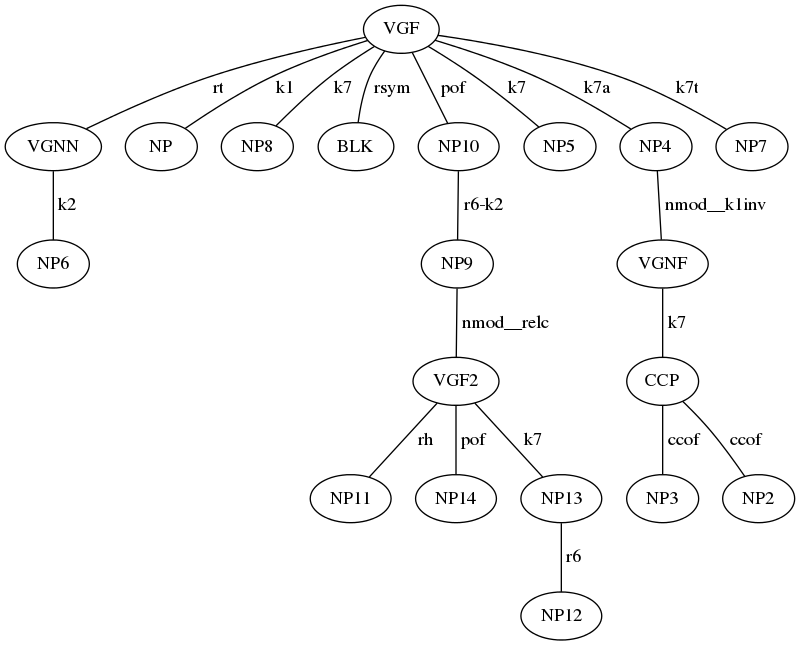 VGF
rt k1 k7 rsym pof k7 k7a k7t
VGNN NP NP8 BLK NP10 NP5 NP4 NP7
k2 r6-k2 nmod__k1inv
NP6 NP9 VGNF
nmod__relc k7
VGF2 CCP
rh pof k7 ccof ccof
NP11 NP14 NP13 NP3 NP2
r6
NP12